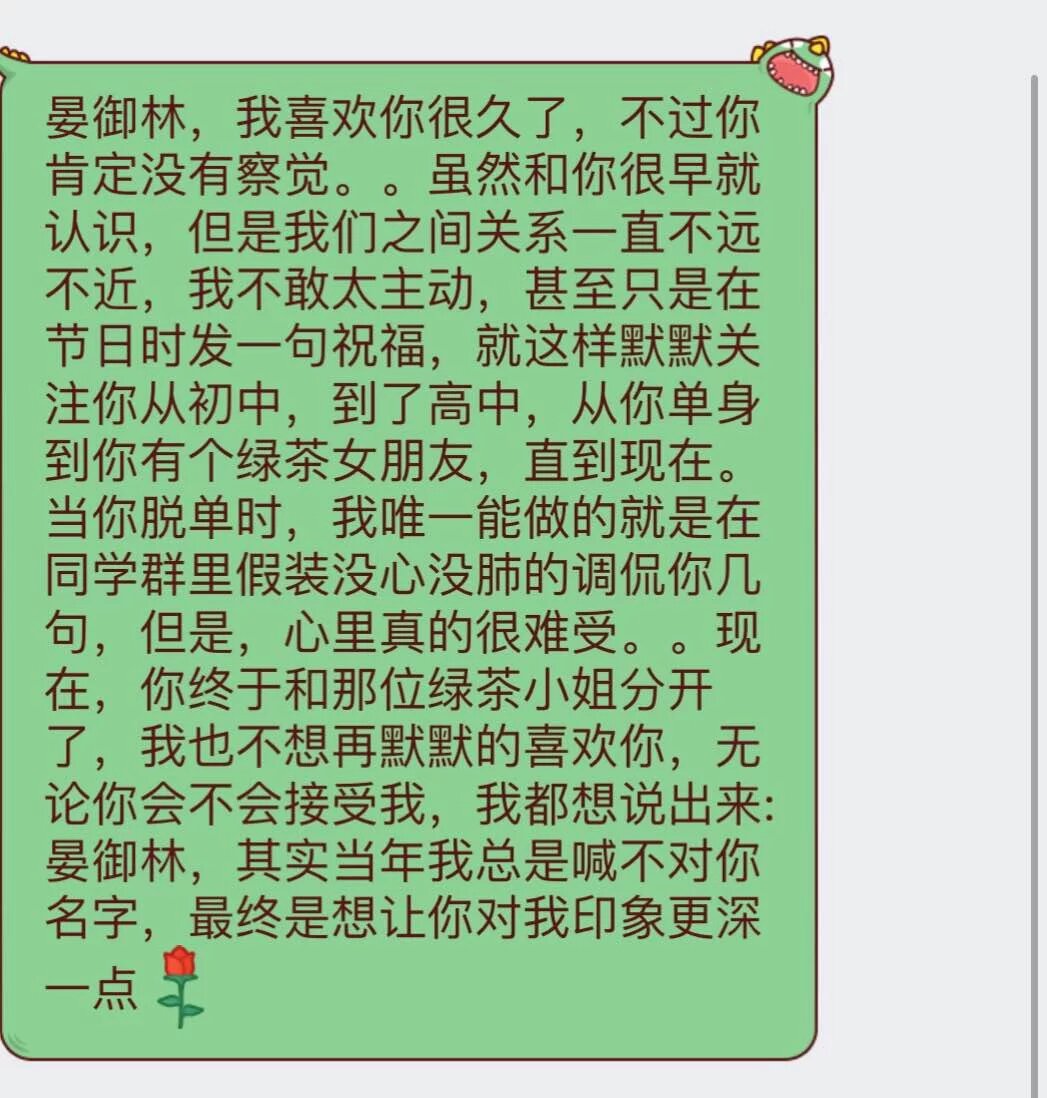 晏御林，我喜欢你很久了，不过你
肯定没有察觉。。虽然和你很早就
认识，但是我们之间关系一直不远
不近，我不敢太主动，甚至只是在
节日时发一句祝福，就这样默默关
注你从初中，到了高中，从你单身
到你有个绿茶女朋友，直到现在。
当你脱单时，我唯一能做的就是在
同学群里假装没心没肺的调侃你几
句，但是，心里真的很难受。。现
在，你终于和那位绿茶小姐分开
了，我也不想再默默的喜欢你，无
论你会不会接受我，我都想说出来:
晏御林，其实当年我总是喊不对你
名字，最终是想让你对我印象更深
一点